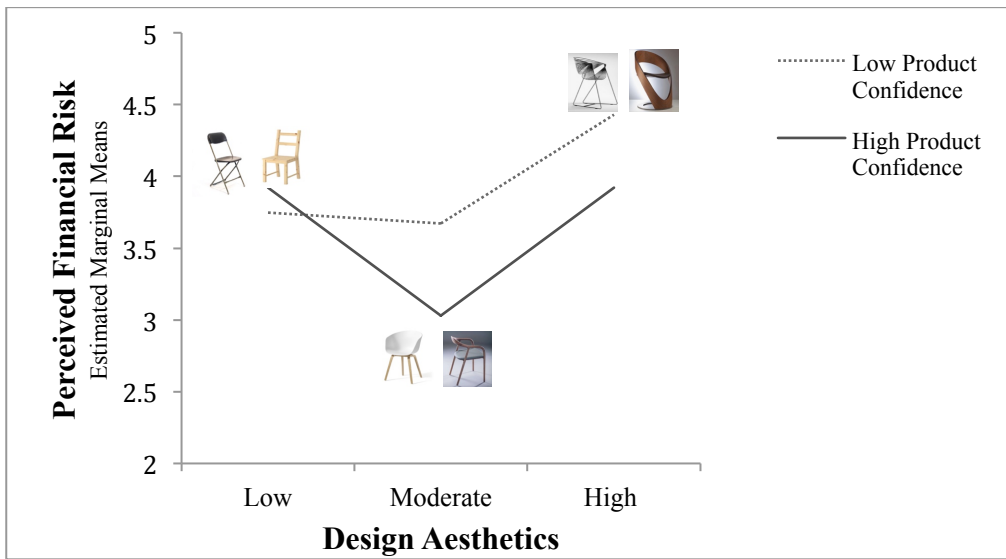 5
4.5
4
3.5
3
2.5
2
Perceived Financial Risk
Estimated Marginal Means
Low
Moderate
High
Design Aesthetics
Low Product
Confidence
High Product
Confidence